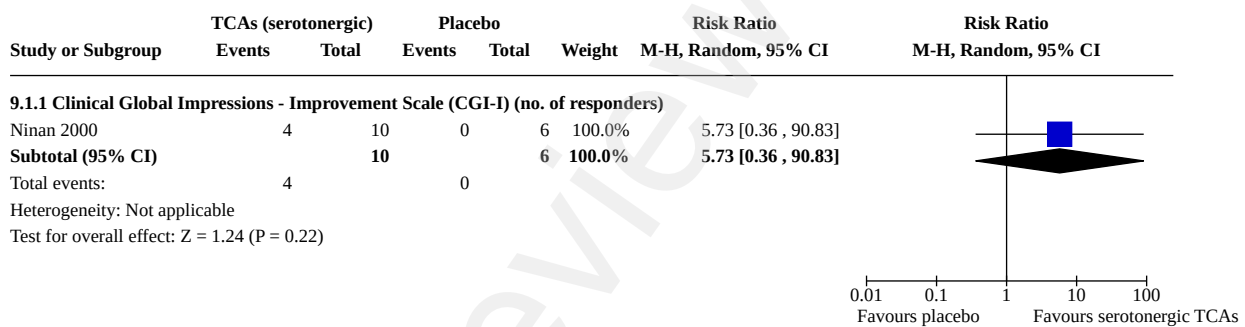 TCAs (serotonergic) Placebo Risk Ratio Risk Ratio
Study or Subgroup Events Total Events Total Weight M-H, Random, 95% CI M-H, Random, 95% CI
9.1.1 Clinical Global Impressions - Improvement Scale (CGI-I) (no. of responders)
Ninan 2000 4 10 0 6 100.0% 5.73 [0.36 , 90.83]
Subtotal (95% CI) 10 6 100.0% 5.73 [0.36 , 90.83]
Total events: 4 0
Heterogeneity: Not applicable
Test for overall effect: Z = 1.24 (P = 0.22)
0.01 0.1 1 10 100
Favours placebo Favours serotonergic TCAs
eview